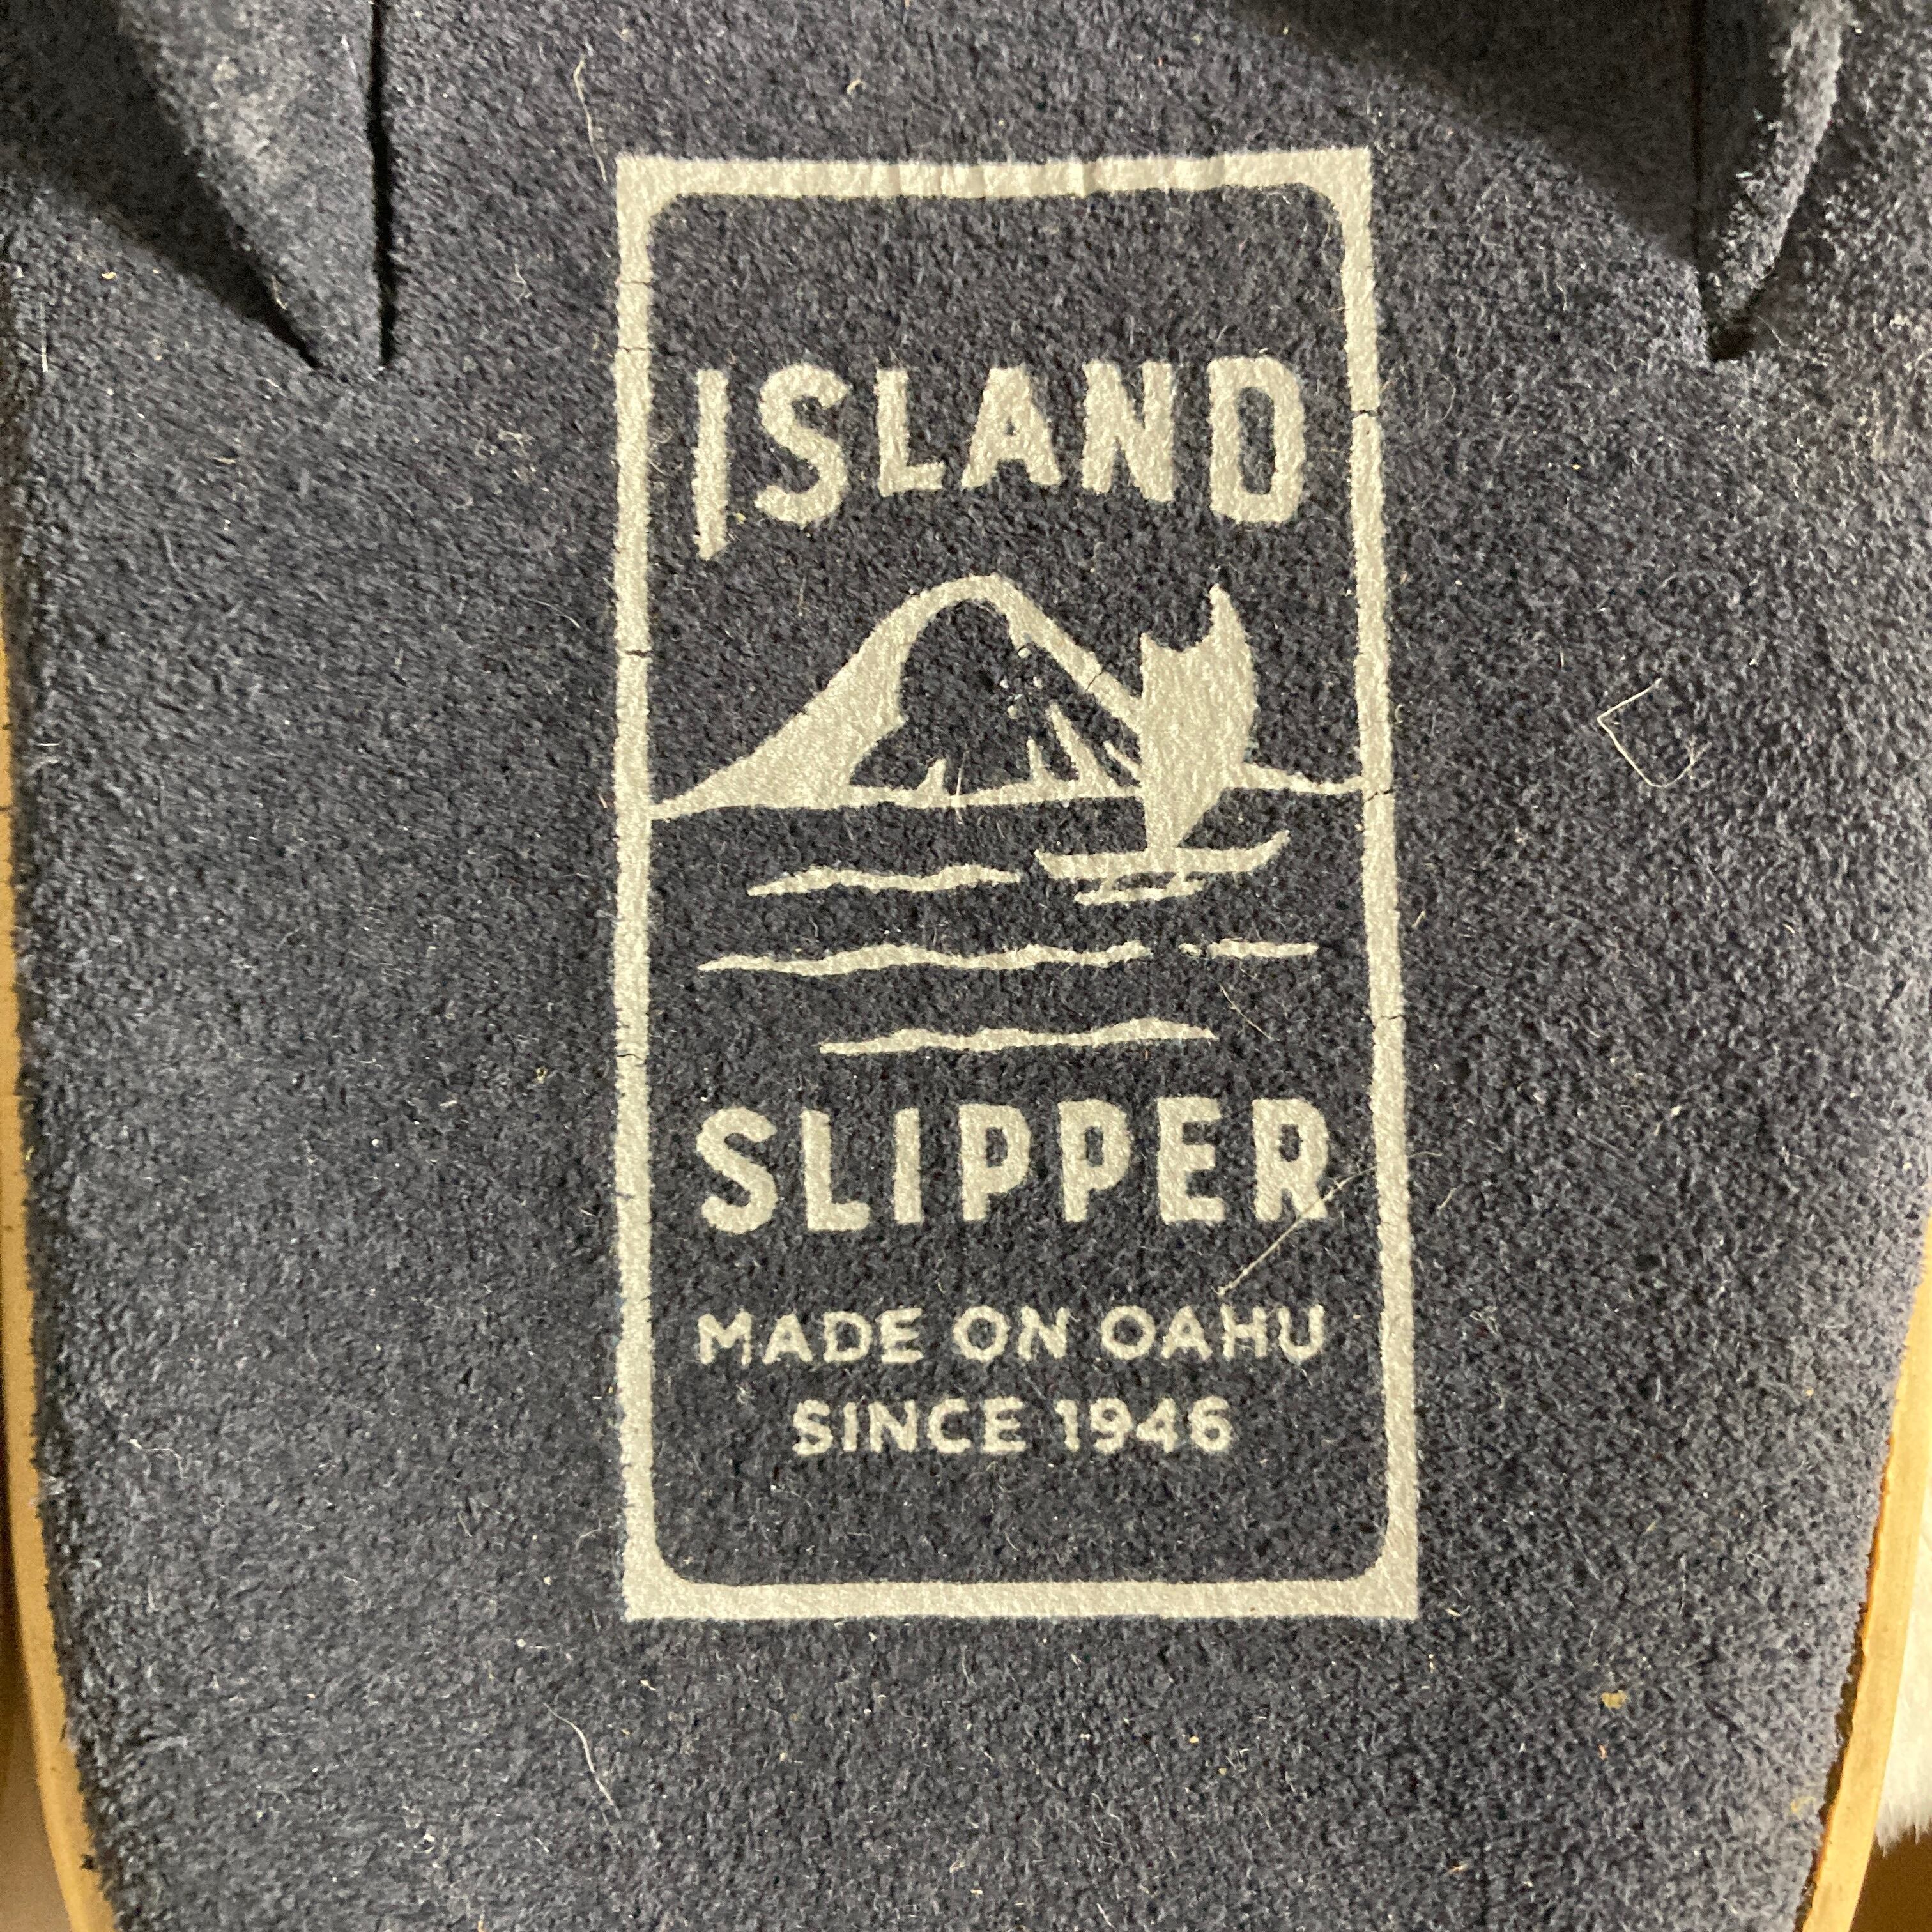 ISLAND
SLIPPER
MADE ON OAHU
SINCE 1946